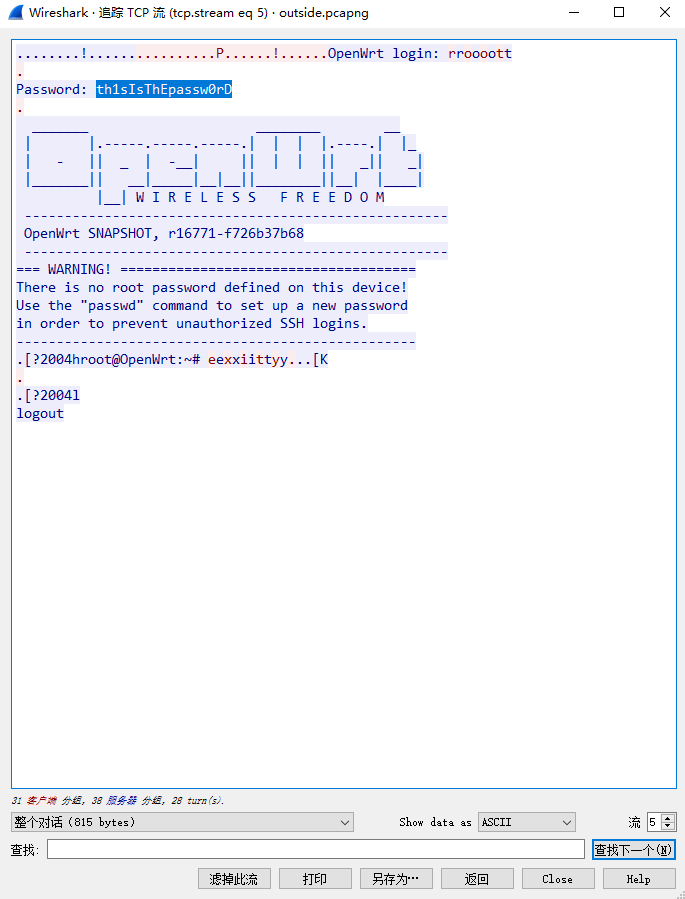 Wireshark · 追踪 TCP 流 (tcp.stream eq 5) · outside.pcapng
........!................P......!......OpenWrt login: rroooott
.
Password: th1sIsThEpassw0rD
.
  _______                     ________        __
 |       |.-----.-----.-----.|  |  |  |.----.|  |_
 |   -   ||  _  |  -__|     ||  |  |  ||   _||   _|
 |_______||   __|_____|__|__||________||__|  |____|
          |__| W I R E L E S S   F R E E D O M
 -----------------------------------------------------
 OpenWrt SNAPSHOT, r16771-f726b37b68
 -----------------------------------------------------
=== WARNING! =====================================
There is no root password defined on this device!
Use the "passwd" command to set up a new password
in order to prevent unauthorized SSH logins.
--------------------------------------------------
.[?2004hroot@OpenWrt:~# eexxiittyy...[K
.
.[?2004l
logout
31 客户端 分组, 38 服务器 分组, 28 turn(s).
整个对话 (815 bytes) Show data as ASCII 流 5
查找: 查找下一个(N)
滤掉此流 打印 另存为… 返回 Close Help